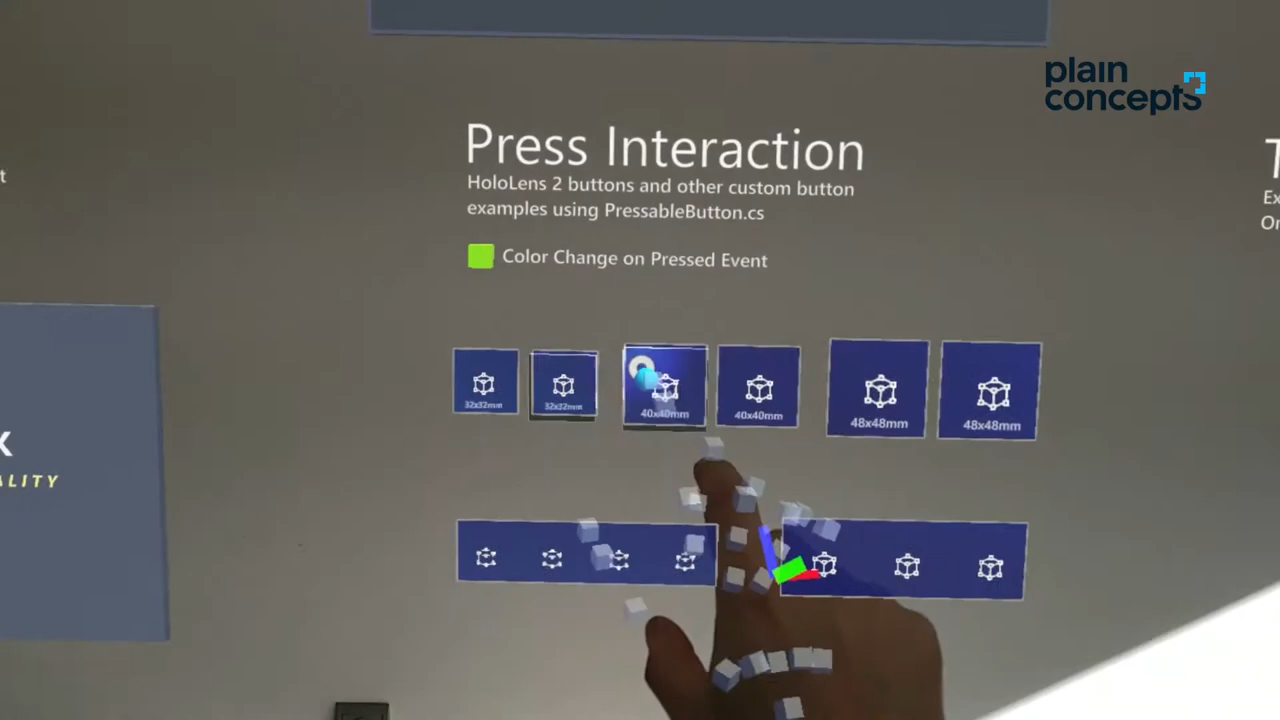 plain
concepts
Press Interaction
HoloLens 2 buttons and other custom button
examples using PressableButton.cs
Color Change on Pressed Event
32x32mm
32x32mm
40x40mm
40x40mm
48x48mm
48x48mm
ALITY